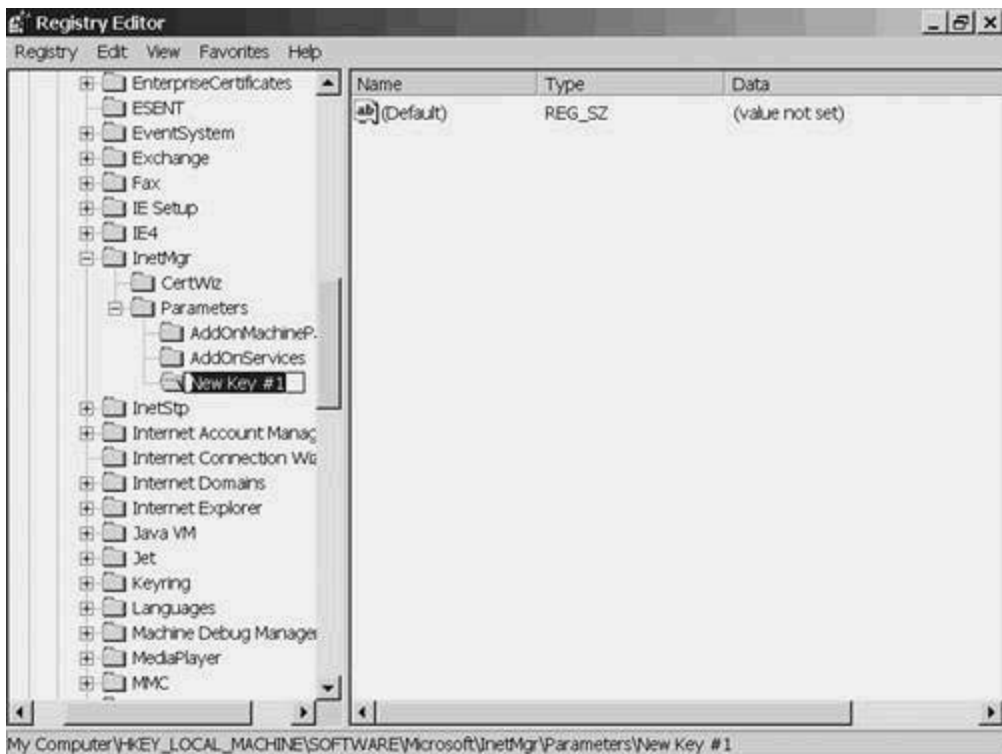 Registry Editor
Registry Edit View Favorites Help
EnterpriseCertificates
ESENT
EventSystem
Exchange
Fax
IE Setup
IE4
InetMgr
CertWiz
Parameters
AddOnMachineP
AddOnServices
New Key #1
InetStp
Internet Account Manag
Internet Connection Wiz
Internet Domains
Internet Explorer
Java VM
Jet
Keyring
Languages
Machine Debug Manager
MediaPlayer
MMC
Name Type Data
ab (Default) REG_SZ (value not set)
My Computer\HKEY_LOCAL_MACHINE\SOFTWARE\Microsoft\InetMgr\Parameters\New Key #1